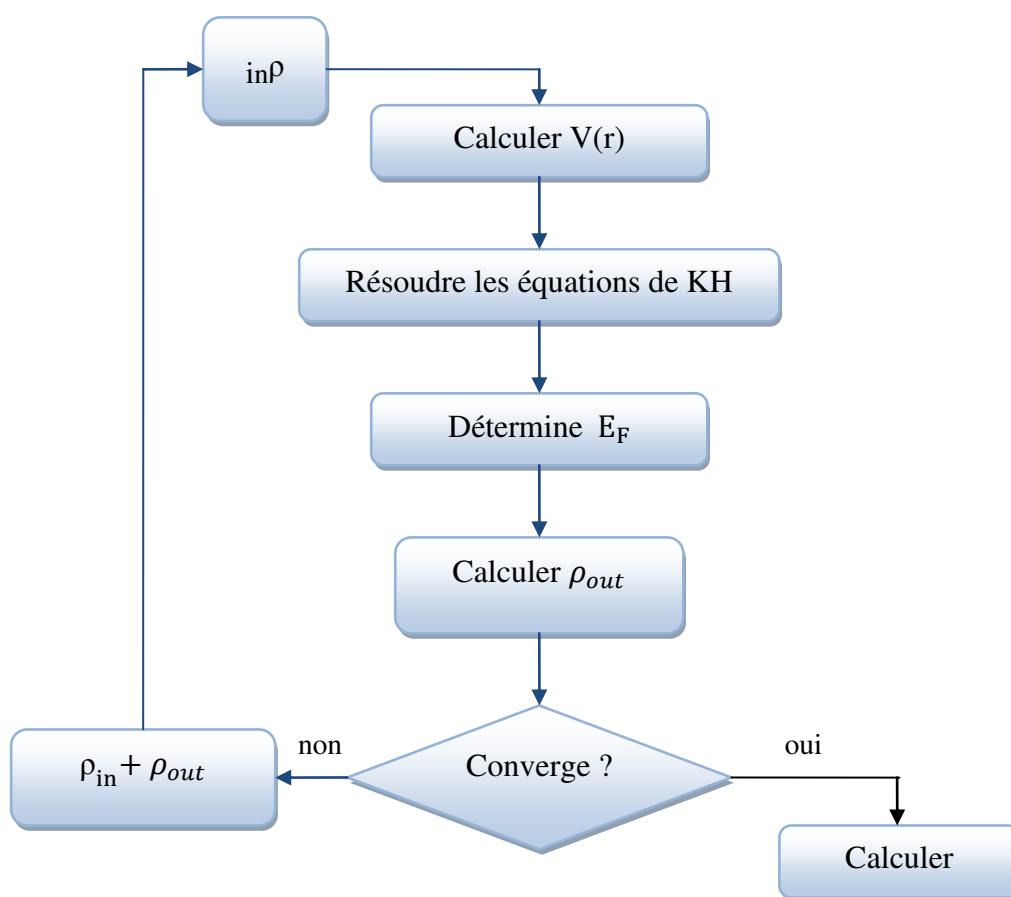 inρ
Calculer V(r)
Résoudre les équations de KH
Détermine E_F
Calculer ρ_out
Converge ?
non
oui
ρ_in + ρ_out
Calculer